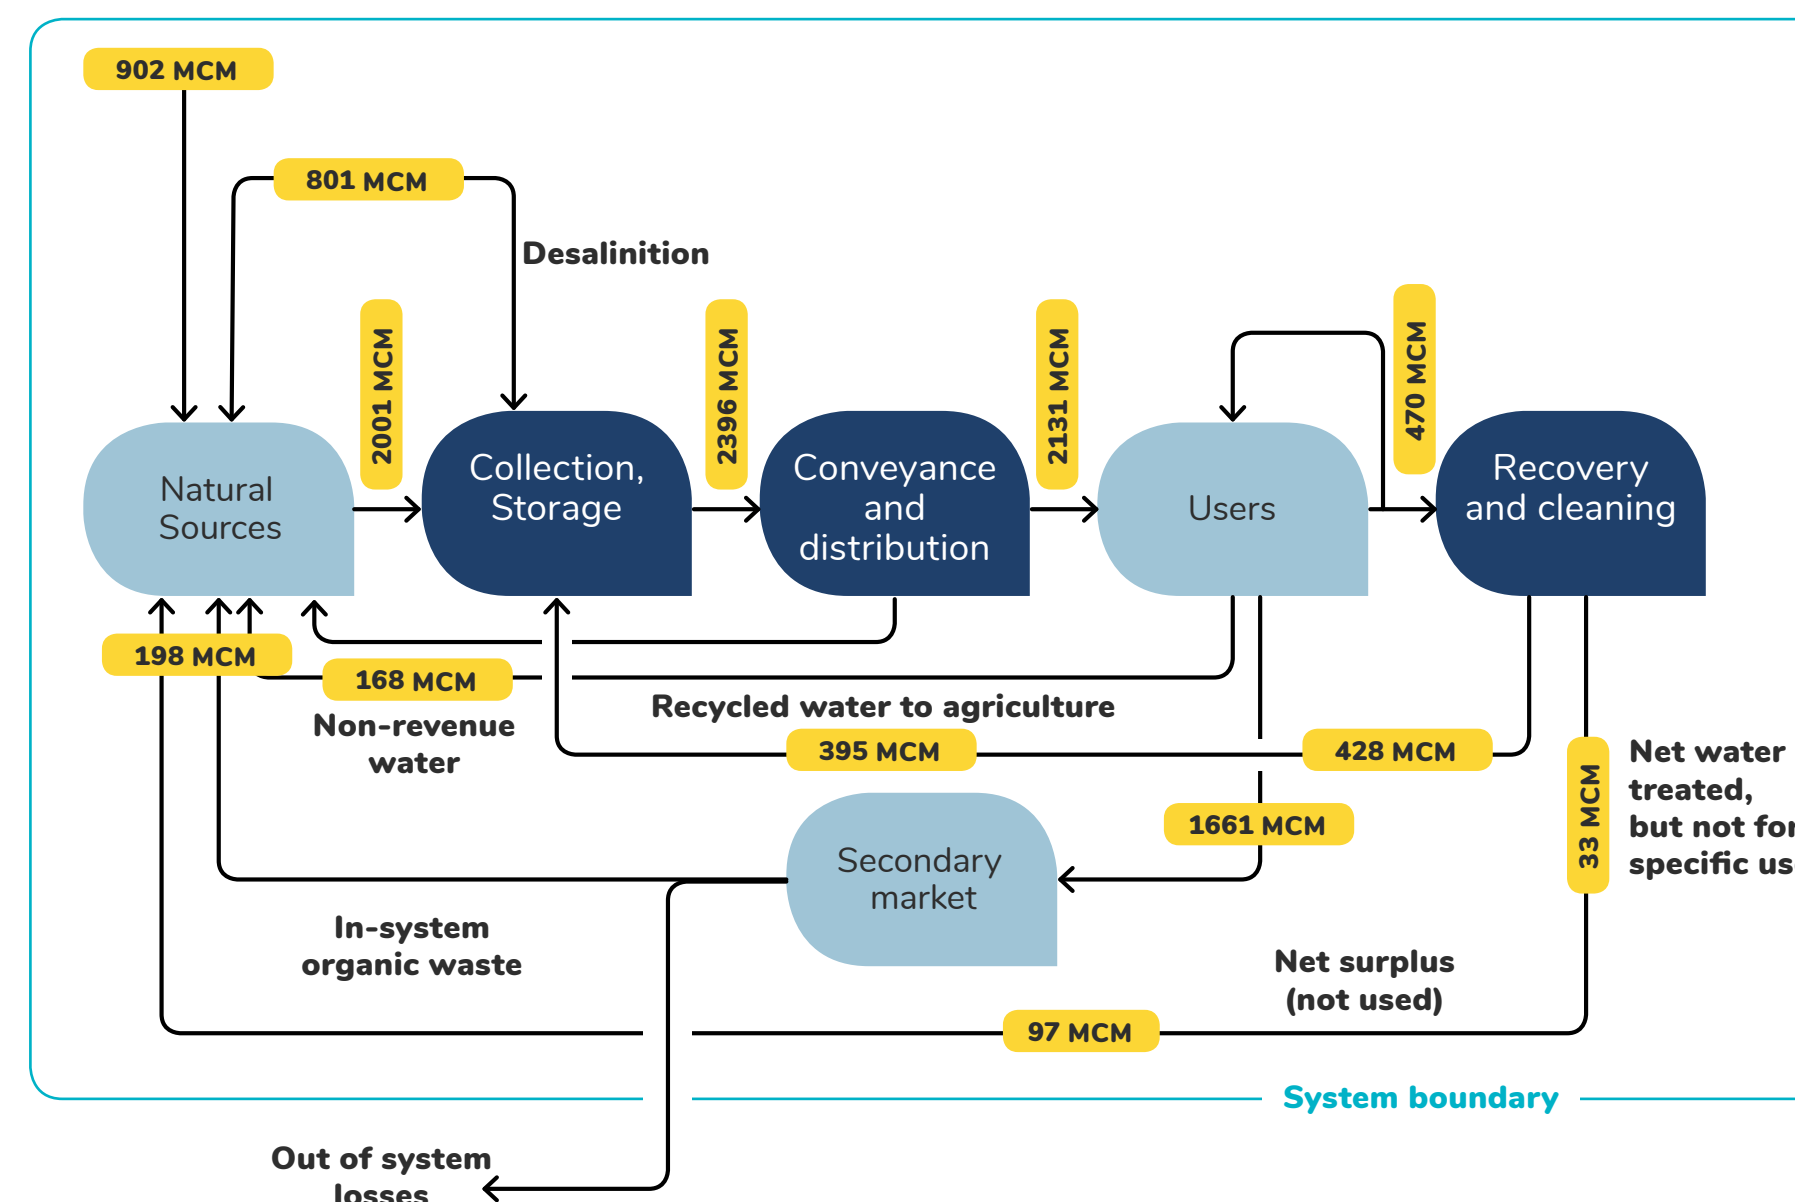 902 MCM
801 MCM
Desalinition
2001 MCM
2396 MCM
2131 MCM
470 MCM
Natural
Sources
Collection,
Storage
Conveyance
and
distribution
Users
Recovery
and cleaning
198 MCM
168 MCM
Non-revenue
water
Recycled water to agriculture
395 MCM
428 MCM
33 MCM
Net water
treated,
but not for
specific us
1661 MCM
Secondary
market
In-system
organic waste
Net surplus
(not used)
97 MCM
System boundary
Out of system
losses